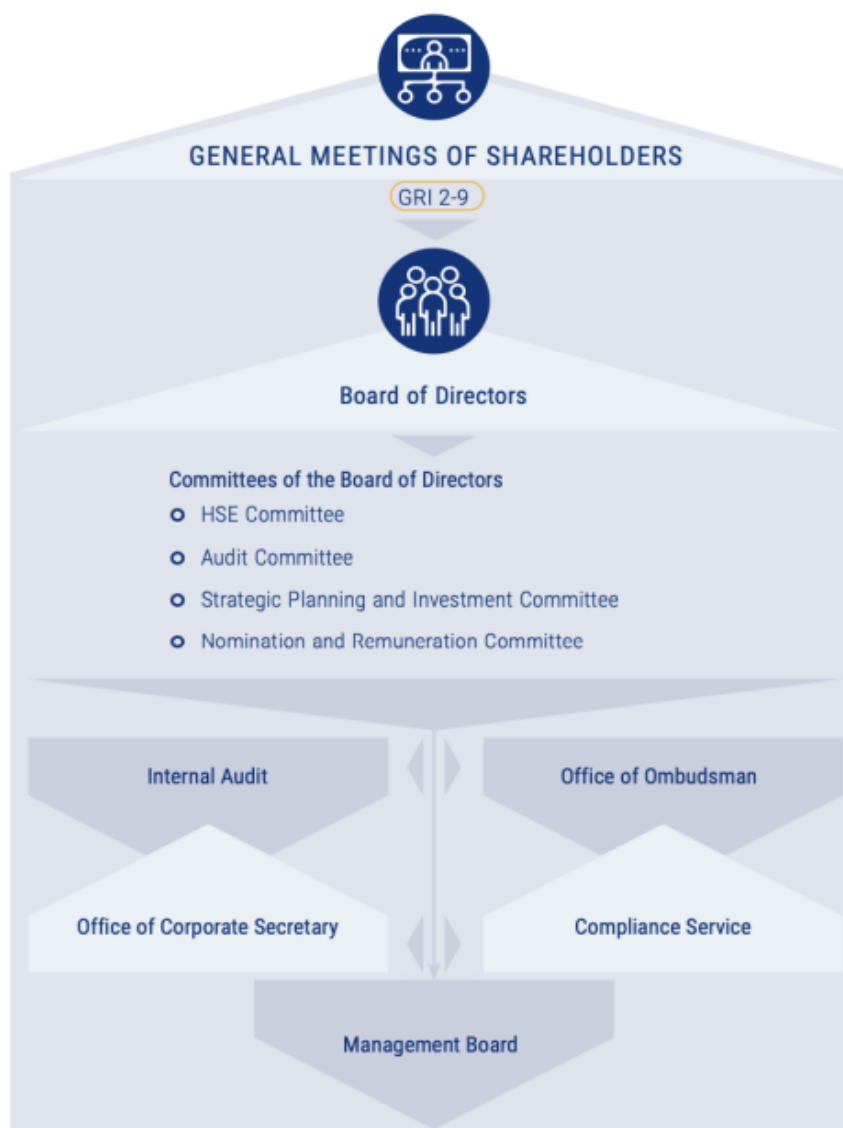 GENERAL MEETINGS OF SHAREHOLDERS
GRI 2-9
Board of Directors
Committees of the Board of Directors
HSE Committee
Audit Committee
Strategic Planning and Investment Committee
Nomination and Remuneration Committee
Internal Audit
Office of Ombudsman
Office of Corporate Secretary
Compliance Service
Management Board